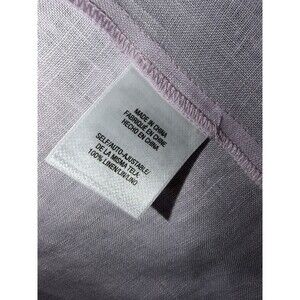 MADE IN CHINA
FABRIQUE EN CHINE
HECHO EN CHINA
SELF/AUTO-AJUSTABLE/
DE LA MISMA TELA
100% LINEN/LIN/LINO